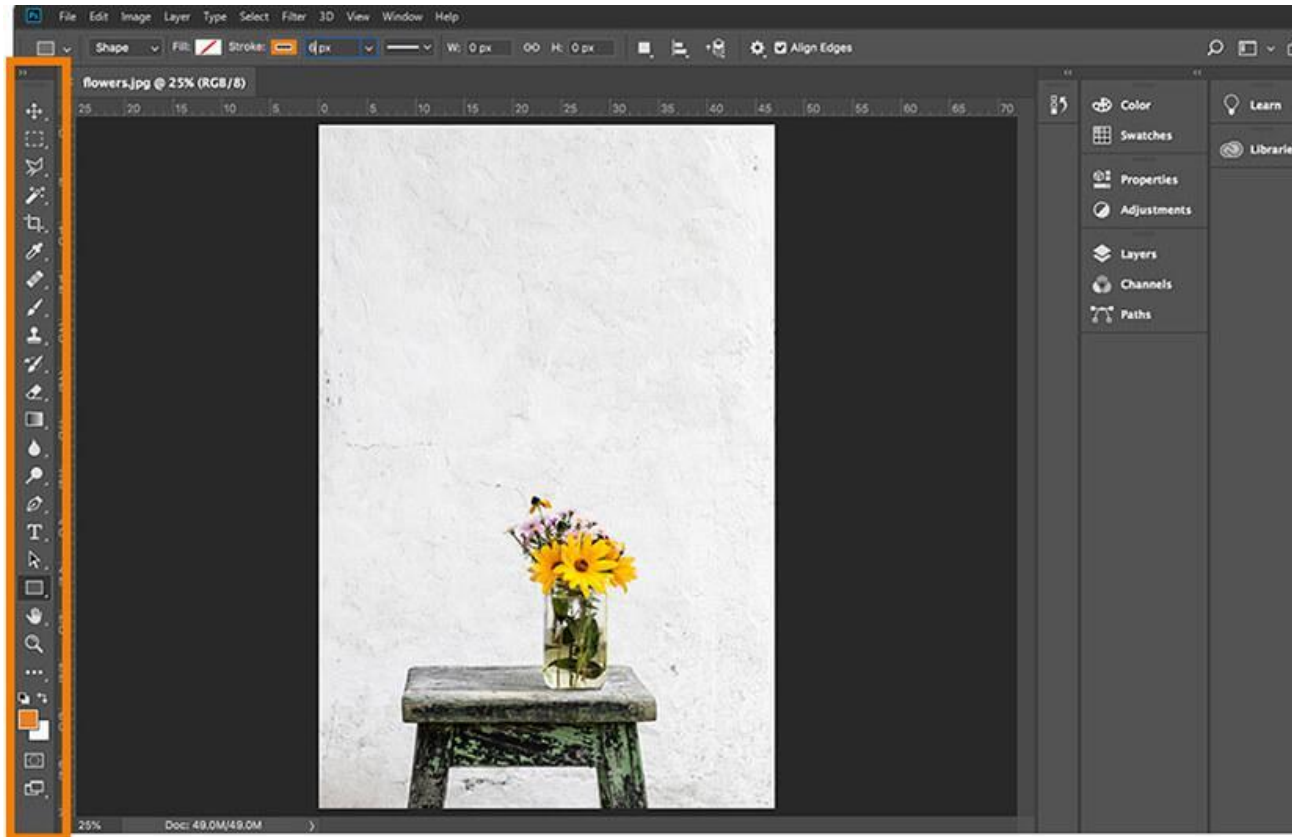 Ps File Edit Image Layer Type Select Filter 3D View Window Help
Shape Fill: Stroke: 6 px W: 0 px H: 0 px Align Edges
flowers.jpg @ 25% (RGB/8)
25 20 15 10 5 0 5 10 15 20 25 30 35 40 45 50 55 60 65 70
Color
Learn
Swatches
Librarie
Properties
Adjustments
Layers
Channels
Paths
T
25% Doc: 49.0M/49.0M